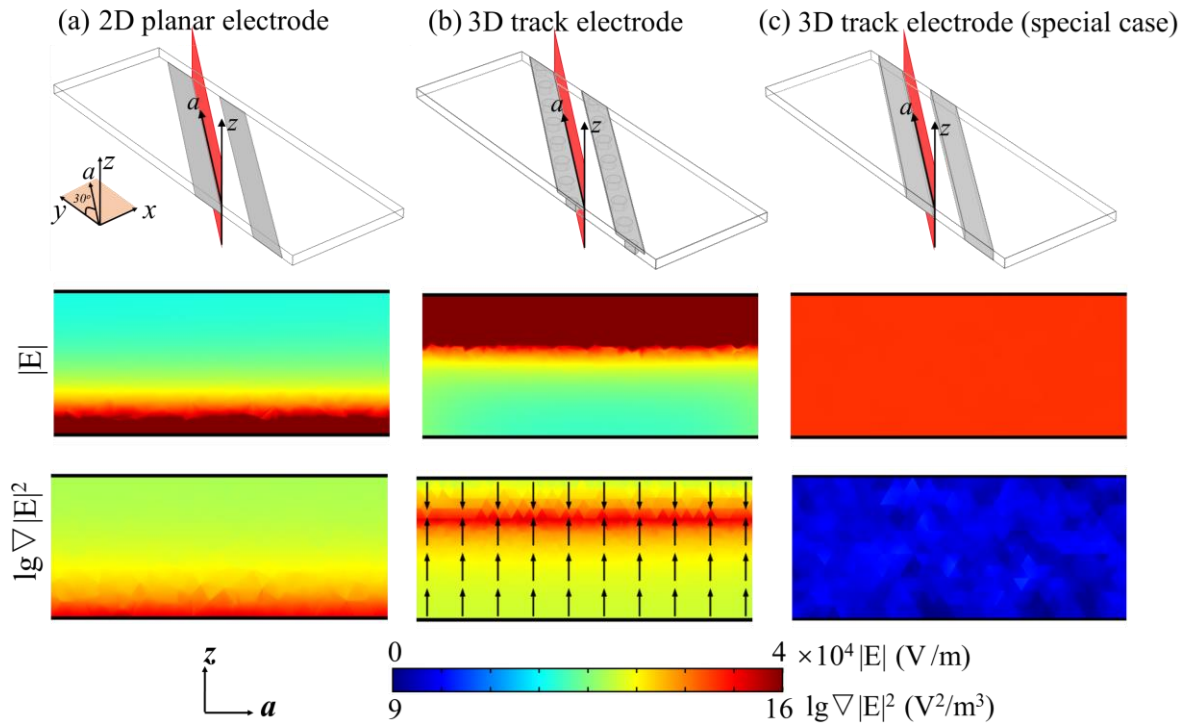 (a) 2D planar electrode
(b) 3D track electrode
(c) 3D track electrode (special case)
a
z
a
z
a
z
z
a
30°
y
x
|E|
lg▽|E|²
z
a
0
4
×10⁴|E| (V/m)
9
16
lg▽|E|² (V²/m³)